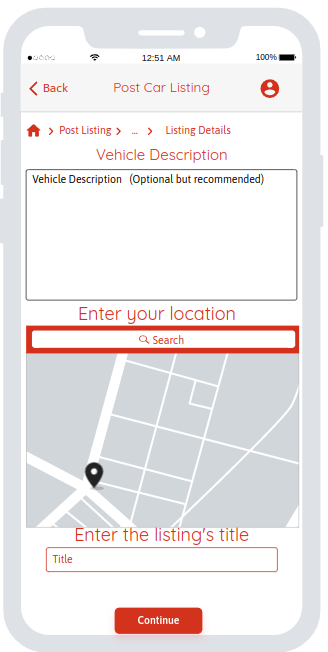 12:51 AM 100%
Back Post Car Listing
Post Listing ... Listing Details
Vehicle Description
Vehicle Description (Optional but recommended)
Enter your location
Search
Enter the listing's title
Title
Continue